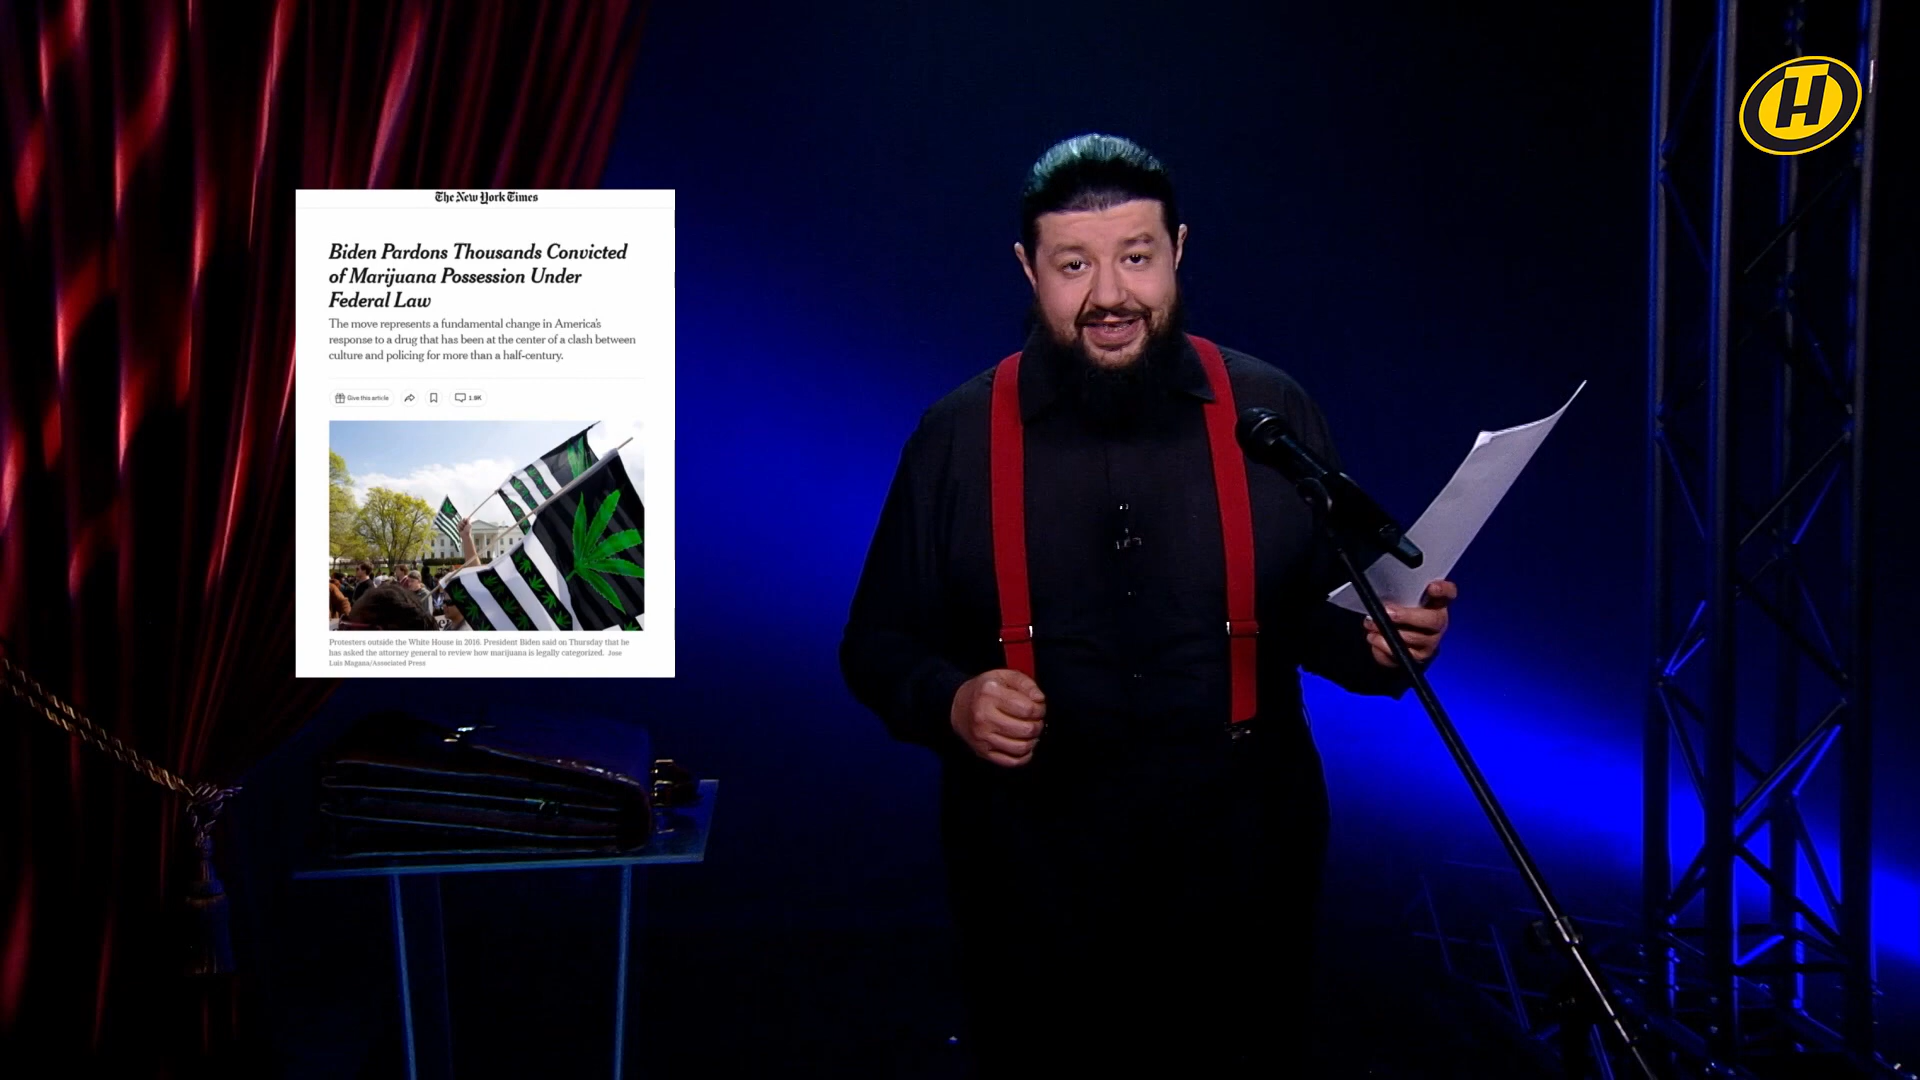 The New York Times
Biden Pardons Thousands Convicted
of Marijuana Possession Under
Federal Law
The move represents a fundamental change in America's
response to a drug that has been at the center of a clash between
culture and policing for more than a half-century.
Give this article
1.8K
Protesters outside the White House in 2016. President Biden said on Thursday that he
has asked the attorney general to review how marijuana is legally categorized. Jose
Luis Magana/Associated Press
ТН